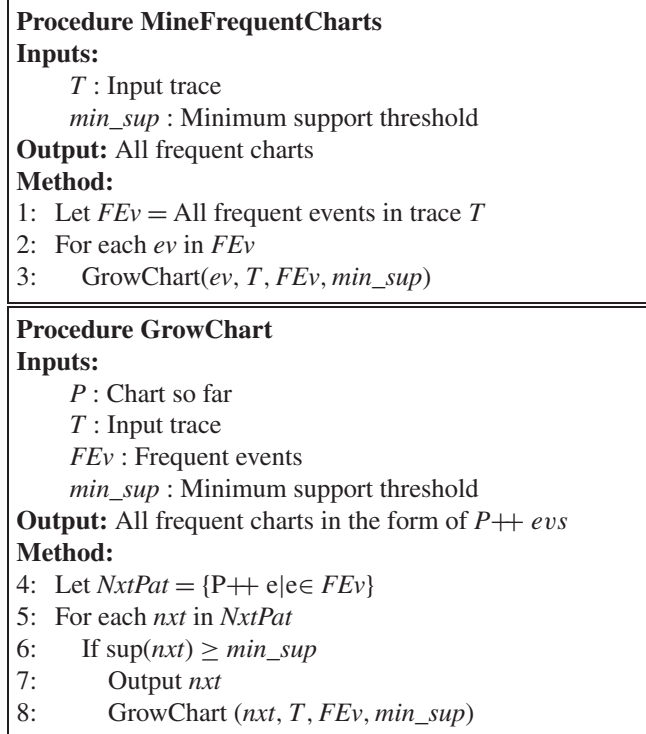 Procedure MineFrequentCharts
Inputs:
T : Input trace
min_sup : Minimum support threshold
Output: All frequent charts
Method:
1: Let FEv = All frequent events in trace T
2: For each ev in FEv
3: GrowChart(ev, T, FEv, min_sup)
Procedure GrowChart
Inputs:
P : Chart so far
T : Input trace
FEv : Frequent events
min_sup : Minimum support threshold
Output: All frequent charts in the form of P++ evs
Method:
4: Let NxtPat = {P++ e|e∈ FEv}
5: For each nxt in NxtPat
6: If sup(nxt) ≥ min_sup
7: Output nxt
8: GrowChart (nxt, T, FEv, min_sup)